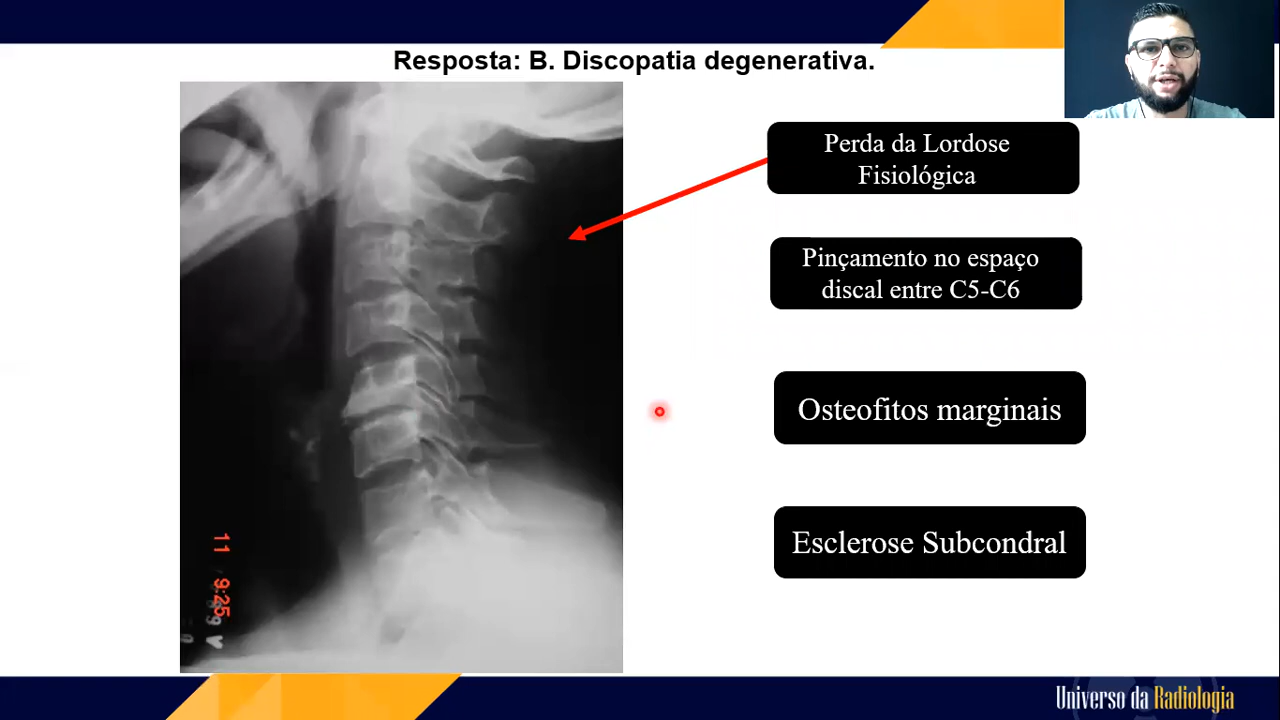 Resposta: B. Discopatia degenerativa.
Perda da Lordose
Fisiológica
Pinçamento no espaço
discal entre C5-C6
Osteofitos marginais
Esclerose Subcondral
11 9:25
Universo da Radiologia